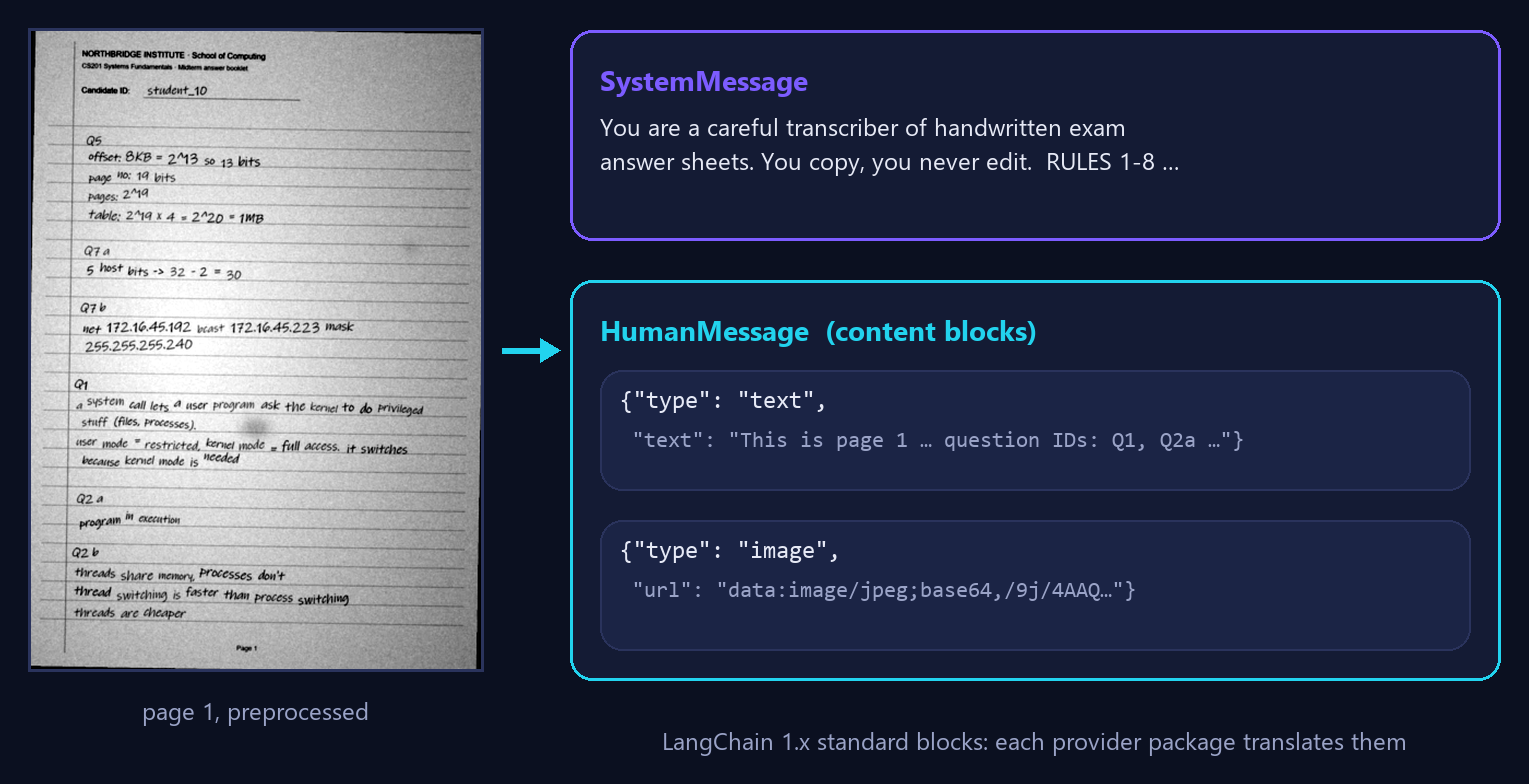 NORTHBRIDGE INSTITUTE · School of Computing
CS201 Systems Fundamentals · Midterm answer booklet
Candidate ID: student_10
Q5
offset: 8KB = 2^13 so 13 bits
page no: 19 bits
pages: 2^19
table: 2^19 x 4 = 2^20 = 1MB
Q7 a
5 host bits -> 32 - 2 = 30
Q7 b
net 172.16.45.192 bcast 172.16.45.223 mask
255.255.255.240
Q1
a system call lets a user program ask the kernel to do privileged
stuff (files, processes).
user mode = restricted, kernel mode = full access. it switches
because kernel mode is needed
Q2 a
program in execution
Q2 b
threads share memory, processes don't
thread switching is faster than process switching
threads are cheaper
Page 1
page 1, preprocessed
SystemMessage
You are a careful transcriber of handwritten exam
answer sheets. You copy, you never edit.  RULES 1-8 …
HumanMessage  (content blocks)
{"type": "text",
"text": "This is page 1 … question IDs: Q1, Q2a …"}
{"type": "image",
"url": "data:image/jpeg;base64,/9j/4AAQ…"}
LangChain 1.x standard blocks: each provider package translates them